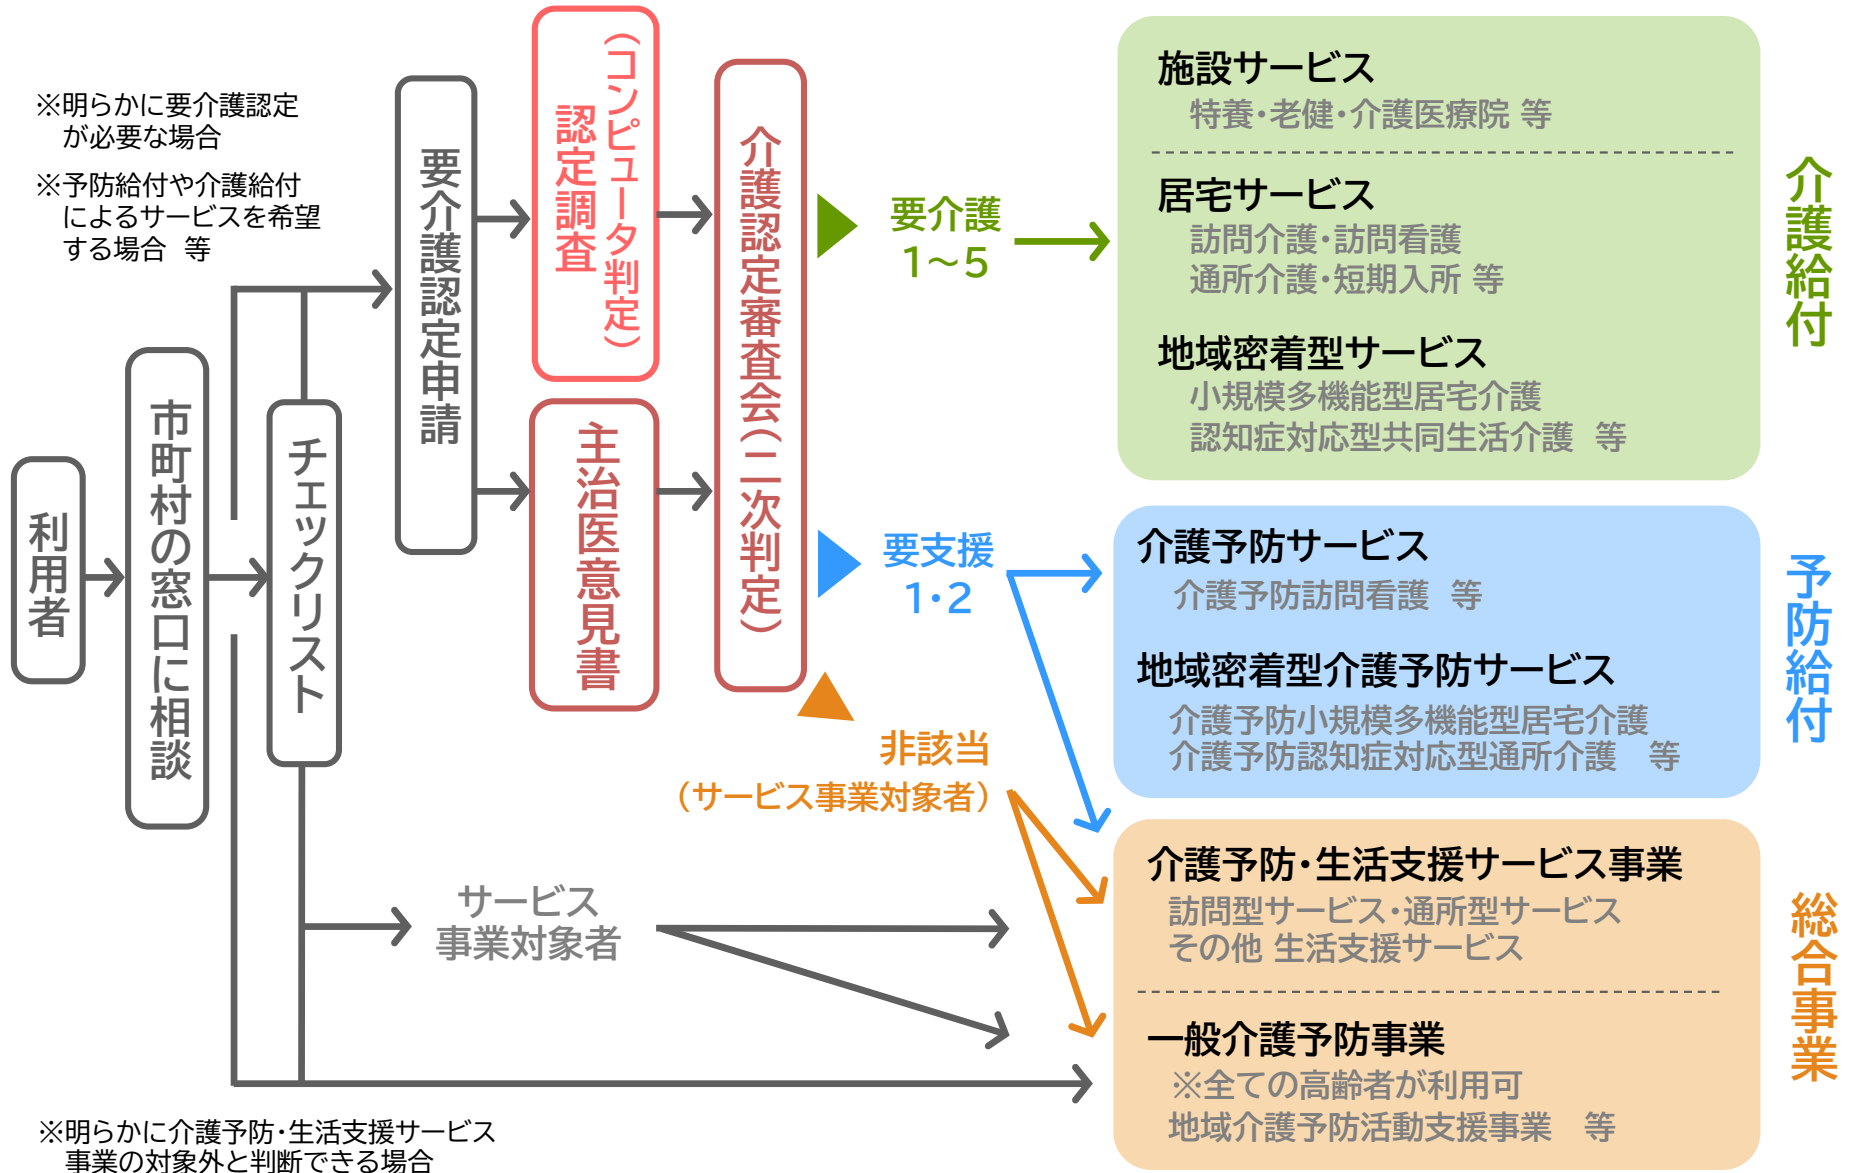 ※明らかに要介護認定
が必要な場合
※予防給付や介護給付
によるサービスを希望
する場合 等
利用者
市町村の窓口に相談
チェックリスト
要介護認定申請
認定調査
（コンピュータ判定）
主治医意見書
介護認定審査会（二次判定）
要介護
1～5
要支援
1・2
非該当
（サービス事業対象者）
サービス
事業対象者
※明らかに介護予防・生活支援サービス
事業の対象外と判断できる場合
施設サービス
特養・老健・介護医療院 等
居宅サービス
訪問介護・訪問看護
通所介護・短期入所 等
地域密着型サービス
小規模多機能型居宅介護
認知症対応型共同生活介護 等
介護給付
介護予防サービス
介護予防訪問看護 等
地域密着型介護予防サービス
介護予防小規模多機能型居宅介護
介護予防認知症対応型通所介護 等
予防給付
介護予防・生活支援サービス事業
訪問型サービス・通所型サービス
その他 生活支援サービス
一般介護予防事業
※全ての高齢者が利用可
地域介護予防活動支援事業 等
総合事業